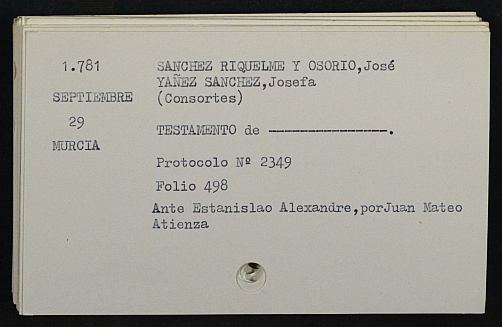 1.781 SANCHEZ RIQUELME Y OSORIO,José
YAÑEZ SANCHEZ,Josefa
SEPTIEMBRE (Consortes)
29
TESTAMENTO de -----------------.
MURCIA
Protocolo Nº 2349
Folio 498
Ante Estanislao Alexandre,porJuan Mateo
Atienza